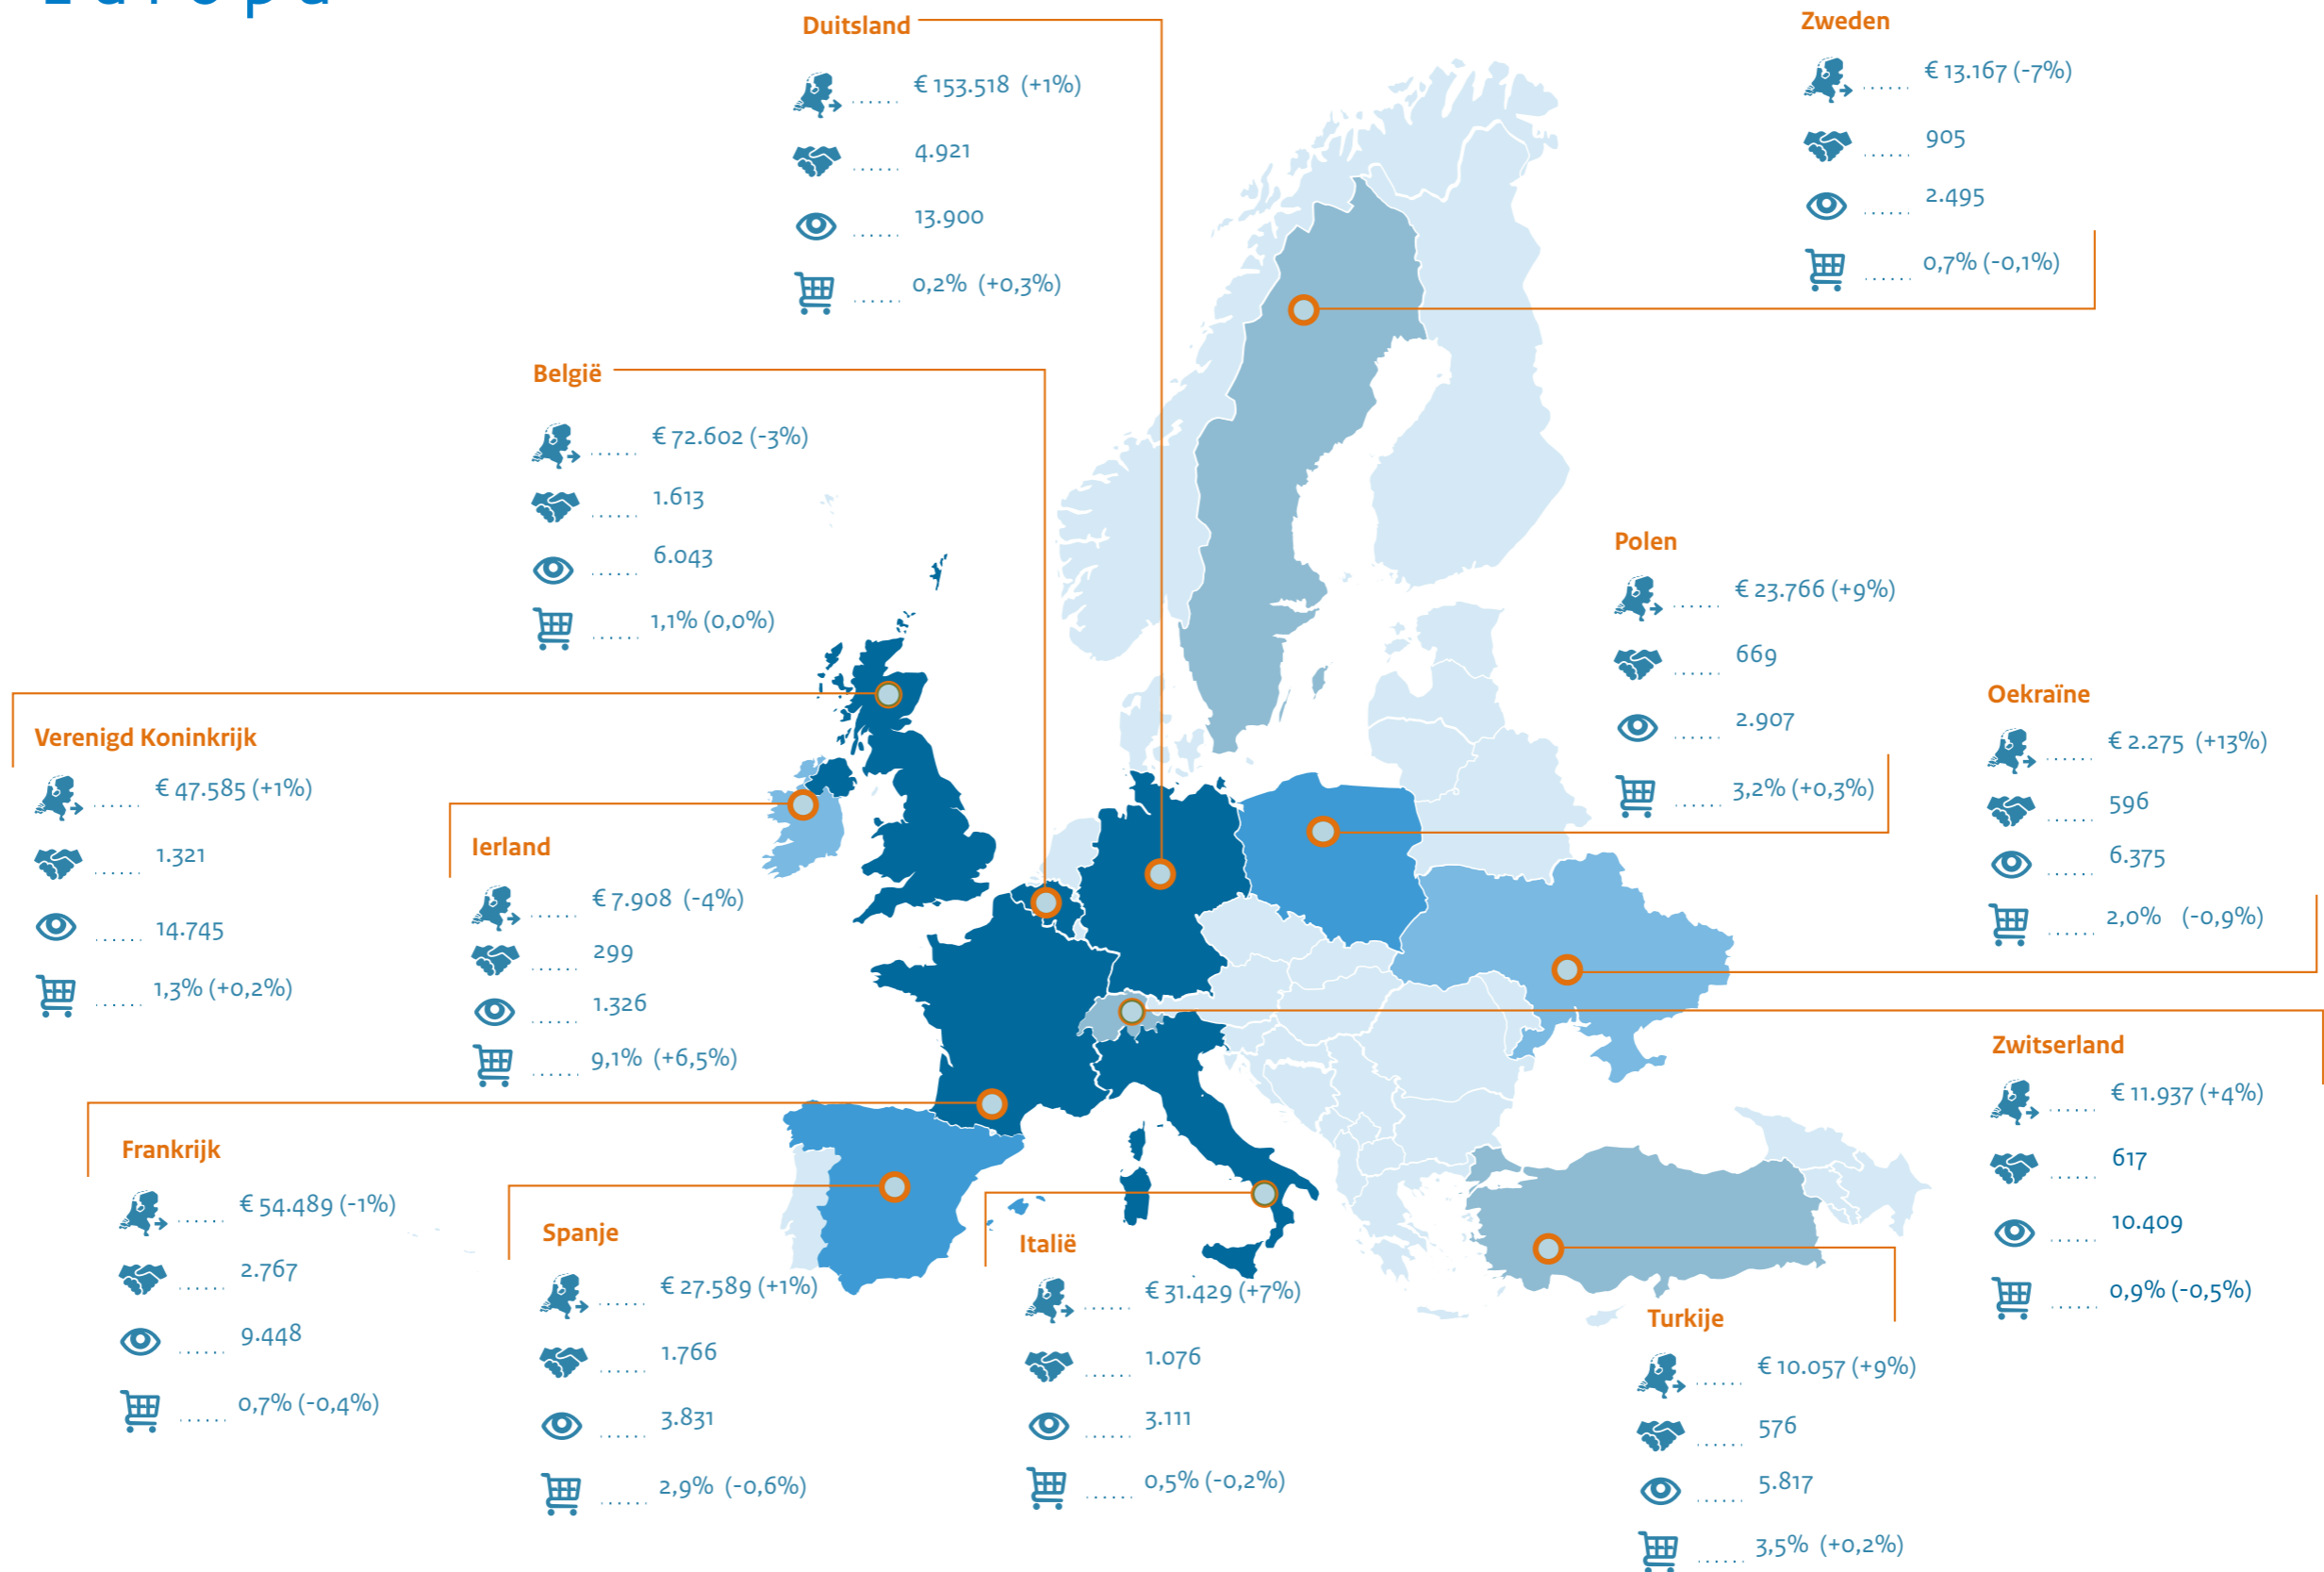 Europa
Duitsland
€ 153.518 (+1%)
4.921
13.900
0,2% (+0,3%)
Zweden
€ 13.167 (-7%)
905
2.495
0,7% (-0,1%)
België
€ 72.602 (-3%)
1.613
6.043
1,1% (0,0%)
Polen
€ 23.766 (+9%)
669
2.907
3,2% (+0,3%)
Oekraïne
€ 2.275 (+13%)
596
6.375
2,0% (-0,9%)
Verenigd Koninkrijk
€ 47.585 (+1%)
1.321
14.745
1,3% (+0,2%)
Ierland
€ 7.908 (-4%)
299
1.326
9,1% (+6,5%)
Zwitserland
€ 11.937 (+4%)
617
10.409
0,9% (-0,5%)
Frankrijk
€ 54.489 (-1%)
2.767
9.448
0,7% (-0,4%)
Spanje
€ 27.589 (+1%)
1.766
3.831
2,9% (-0,6%)
Italië
€ 31.429 (+7%)
1.076
3.111
0,5% (-0,2%)
Turkije
€ 10.057 (+9%)
576
5.817
3,5% (+0,2%)